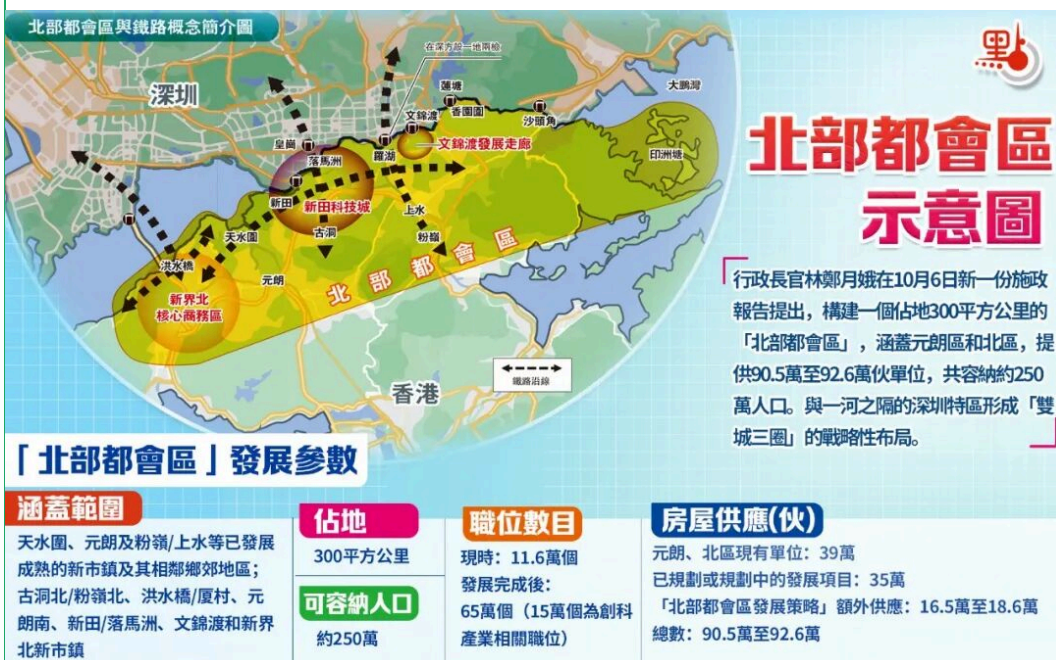 北部都會區與鐵路概念簡介圖
點
在深方設一地兩檢
深圳
蓮塘
大鵬灣
文錦渡
香園圍
沙頭角
皇崗
落馬洲
羅湖
文錦渡發展走廊
印洲塘
新田
新田科技城
上水
天水圍
古洞
粉嶺
洪水橋
元朗
北部都會區
新界北
核心商務區
鐵路沿線
香港
北部都會區
示意圖
行政長官林鄭月娥在10月6日新一份施政
報告提出，構建一個佔地300平方公里的
「北部都會區」，涵蓋元朗區和北區，提
供90.5萬至92.6萬伙單位，共容納約250
萬人口。與一河之隔的深圳特區形成「雙
城三圈」的戰略性布局。
「北部都會區」發展參數
涵蓋範圍
天水圍、元朗及粉嶺/上水等已發展
成熟的新市鎮及其相鄰鄉郊地區；
古洞北/粉嶺北、洪水橋/厦村、元
朗南、新田/落馬洲、文錦渡和新界
北新市鎮
佔地
300平方公里
可容納人口
約250萬
職位數目
現時：11.6萬個
發展完成後：
65萬個（15萬個為創科
產業相關職位）
房屋供應(伙)
元朗、北區現有單位：39萬
已規劃或規劃中的發展項目：35萬
「北部都會區發展策略」額外供應：16.5萬至18.6萬
總數：90.5萬至92.6萬